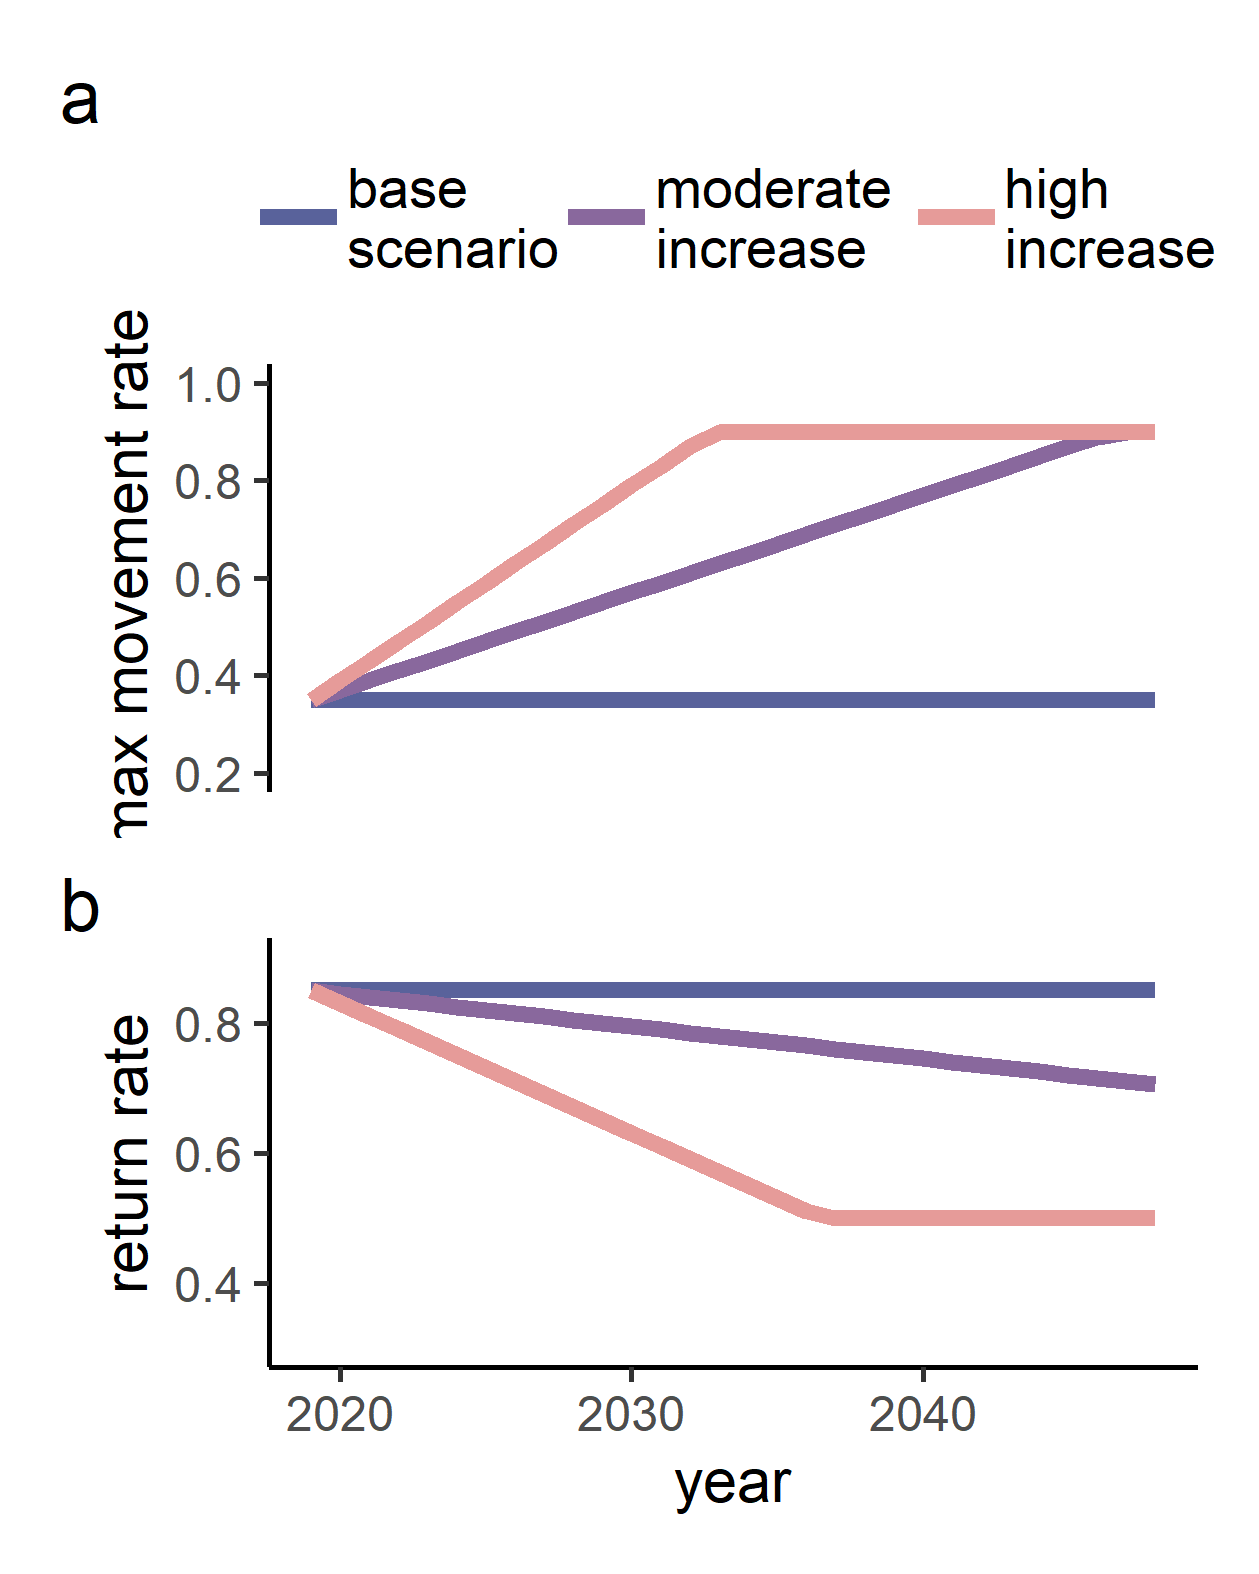 a
base
scenario
moderate
increase
high
increase
max movement rate
1.0
0.8
0.6
0.4
0.2
b
return rate
0.8
0.6
0.4
2020
2030
2040
year